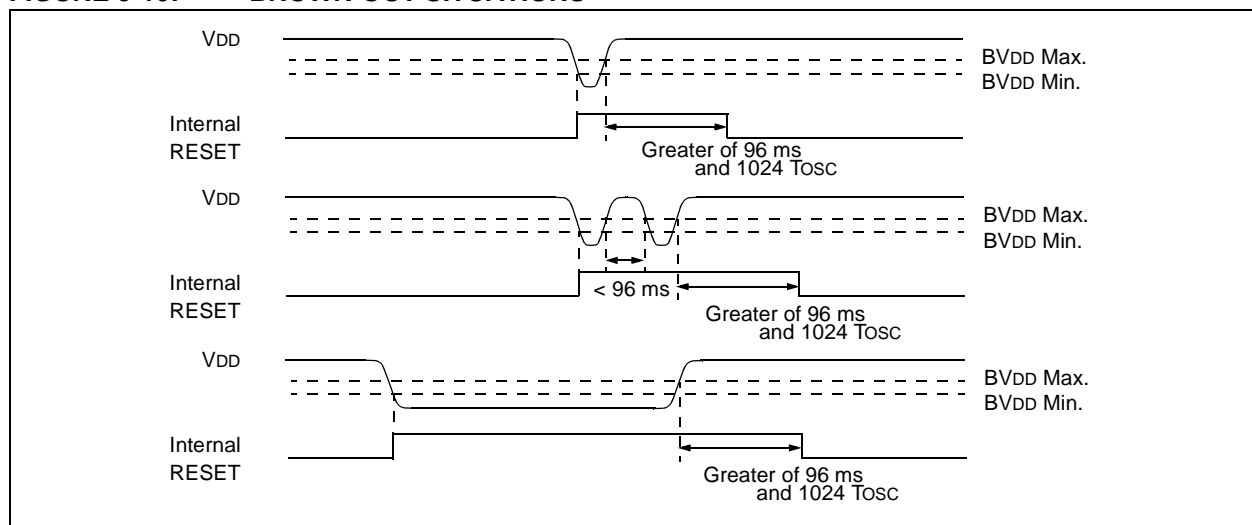 VDD
BVDD Max.
BVDD Min.
Internal
RESET
Greater of 96 ms
and 1024 TOSC
VDD
BVDD Max.
BVDD Min.
Internal
RESET
< 96 ms
Greater of 96 ms
and 1024 TOSC
VDD
BVDD Max.
BVDD Min.
Internal
RESET
Greater of 96 ms
and 1024 TOSC